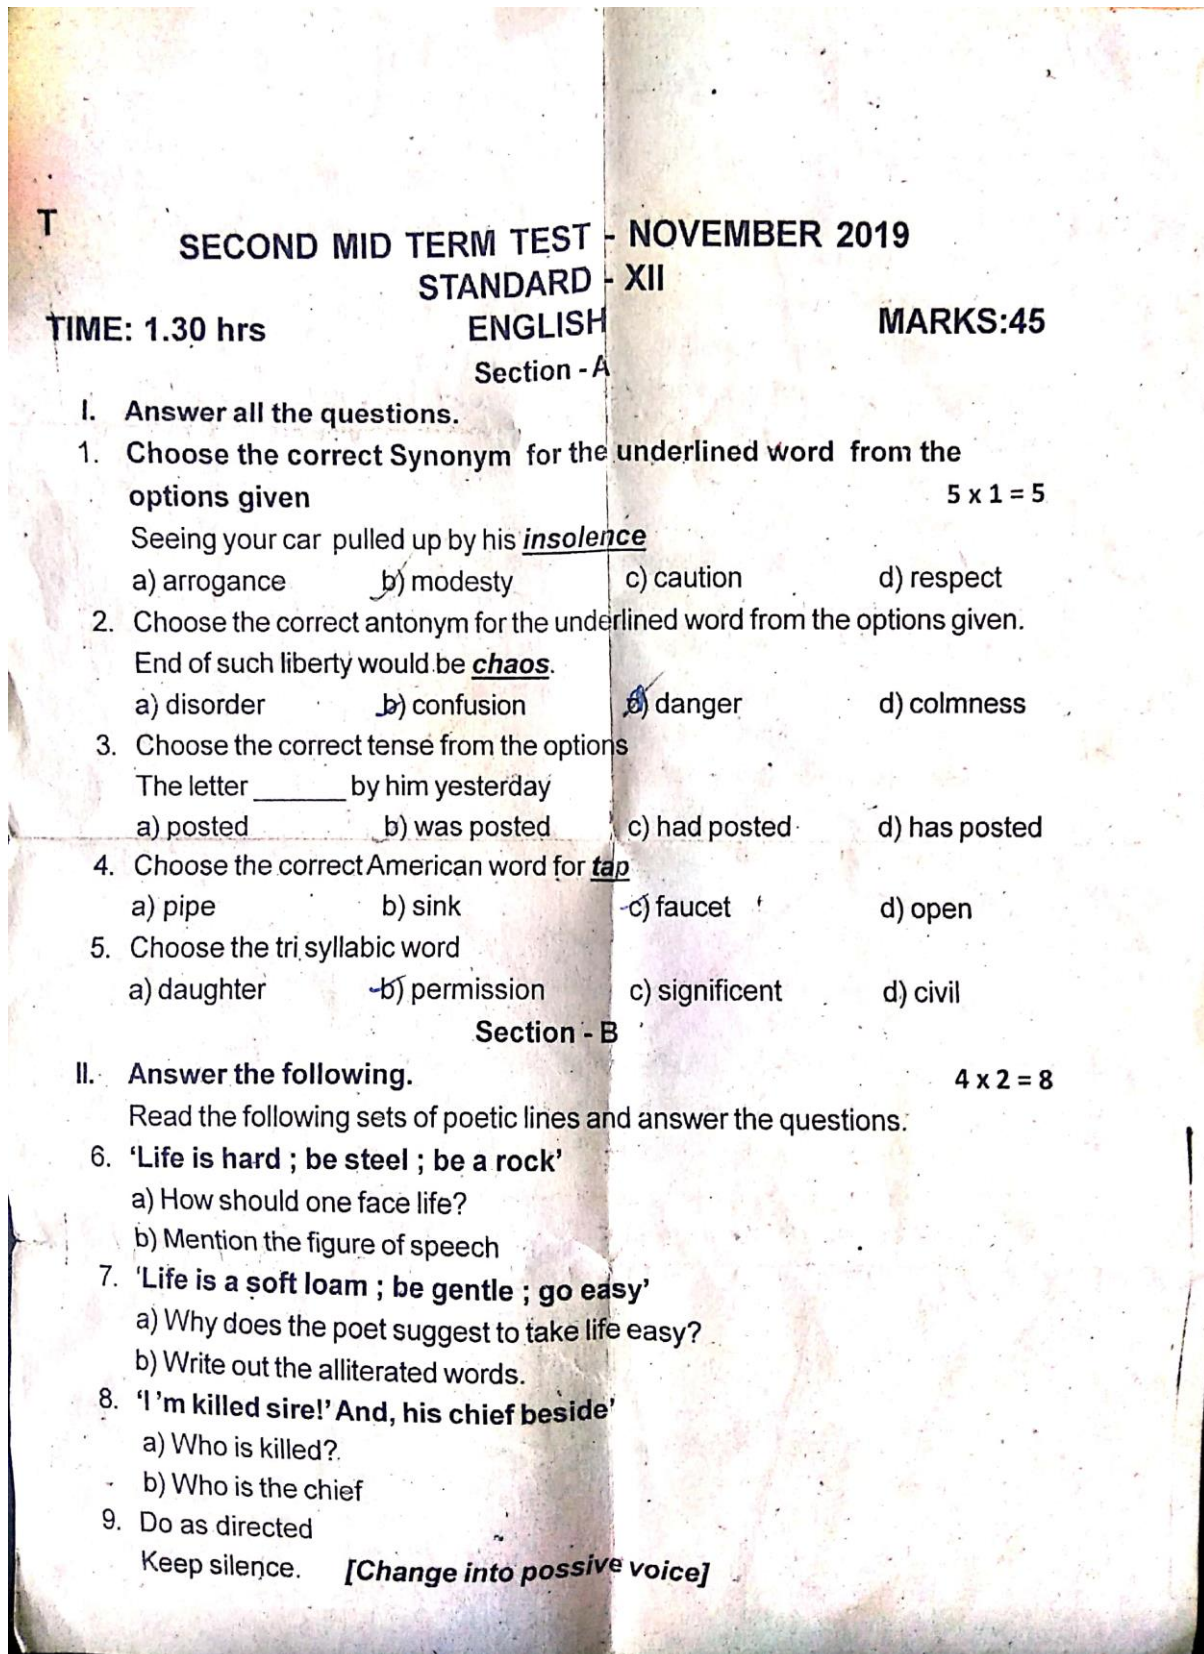 T
SECOND MID TERM TEST - NOVEMBER 2019
STANDARD - XII
TIME: 1.30 hrs ENGLISH MARKS:45
Section - A
I. Answer all the questions.
1. Choose the correct Synonym for the underlined word from the
options given 5 x 1 = 5
Seeing your car pulled up by his insolence
a) arrogance b) modesty c) caution d) respect
2. Choose the correct antonym for the underlined word from the options given.
End of such liberty would be chaos.
a) disorder b) confusion c) danger d) colmness
3. Choose the correct tense from the options
The letter ______ by him yesterday
a) posted b) was posted c) had posted d) has posted
4. Choose the correct American word for tap
a) pipe b) sink c) faucet d) open
5. Choose the tri syllabic word
a) daughter b) permission c) significent d) civil
Section - B
II. Answer the following. 4 x 2 = 8
Read the following sets of poetic lines and answer the questions.
6. ‘Life is hard ; be steel ; be a rock’
a) How should one face life?
b) Mention the figure of speech
7. ‘Life is a soft loam ; be gentle ; go easy’
a) Why does the poet suggest to take life easy?
b) Write out the alliterated words.
8. ‘I ’m killed sire!’ And, his chief beside’
a) Who is killed?
b) Who is the chief
9. Do as directed
Keep silence. [Change into possive voice]